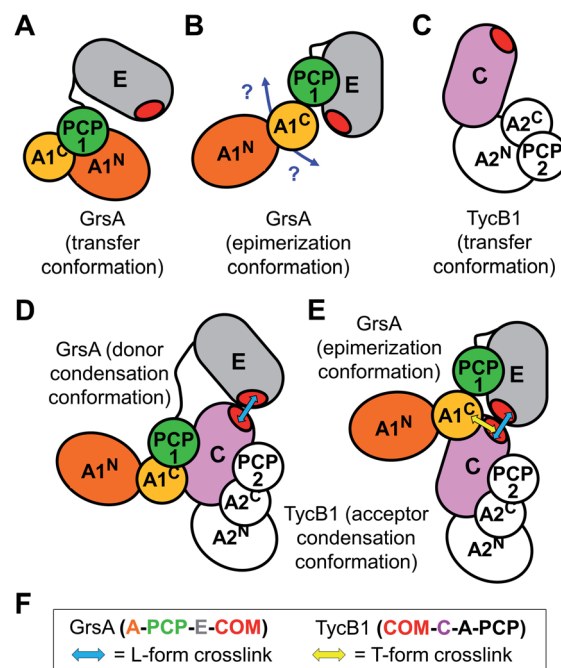 A
B
C
E
PCP
1
A1ᶜ
A1ᴺ
?
PCP
1
E
A1ᶜ
A1ᴺ
?
C
A2ᶜ
A2ᴺ
PCP
2
GrsA
(transfer
conformation)
GrsA
(epimerization
conformation)
TycB1
(transfer
conformation)
D
GrsA (donor
condensation
conformation)
E
PCP
1
C
A1ᴺ
A1ᶜ
PCP
2
A2ᶜ
A2ᴺ
TycB1 (acceptor
condensation
conformation)
E
GrsA
(epimerization
conformation)
PCP
1
E
A1ᶜ
A1ᴺ
C
PCP
2
A2ᶜ
A2ᴺ
F
GrsA (A-PCP-E-COM)
= L-form crosslink
TycB1 (COM-C-A-PCP)
= T-form crosslink